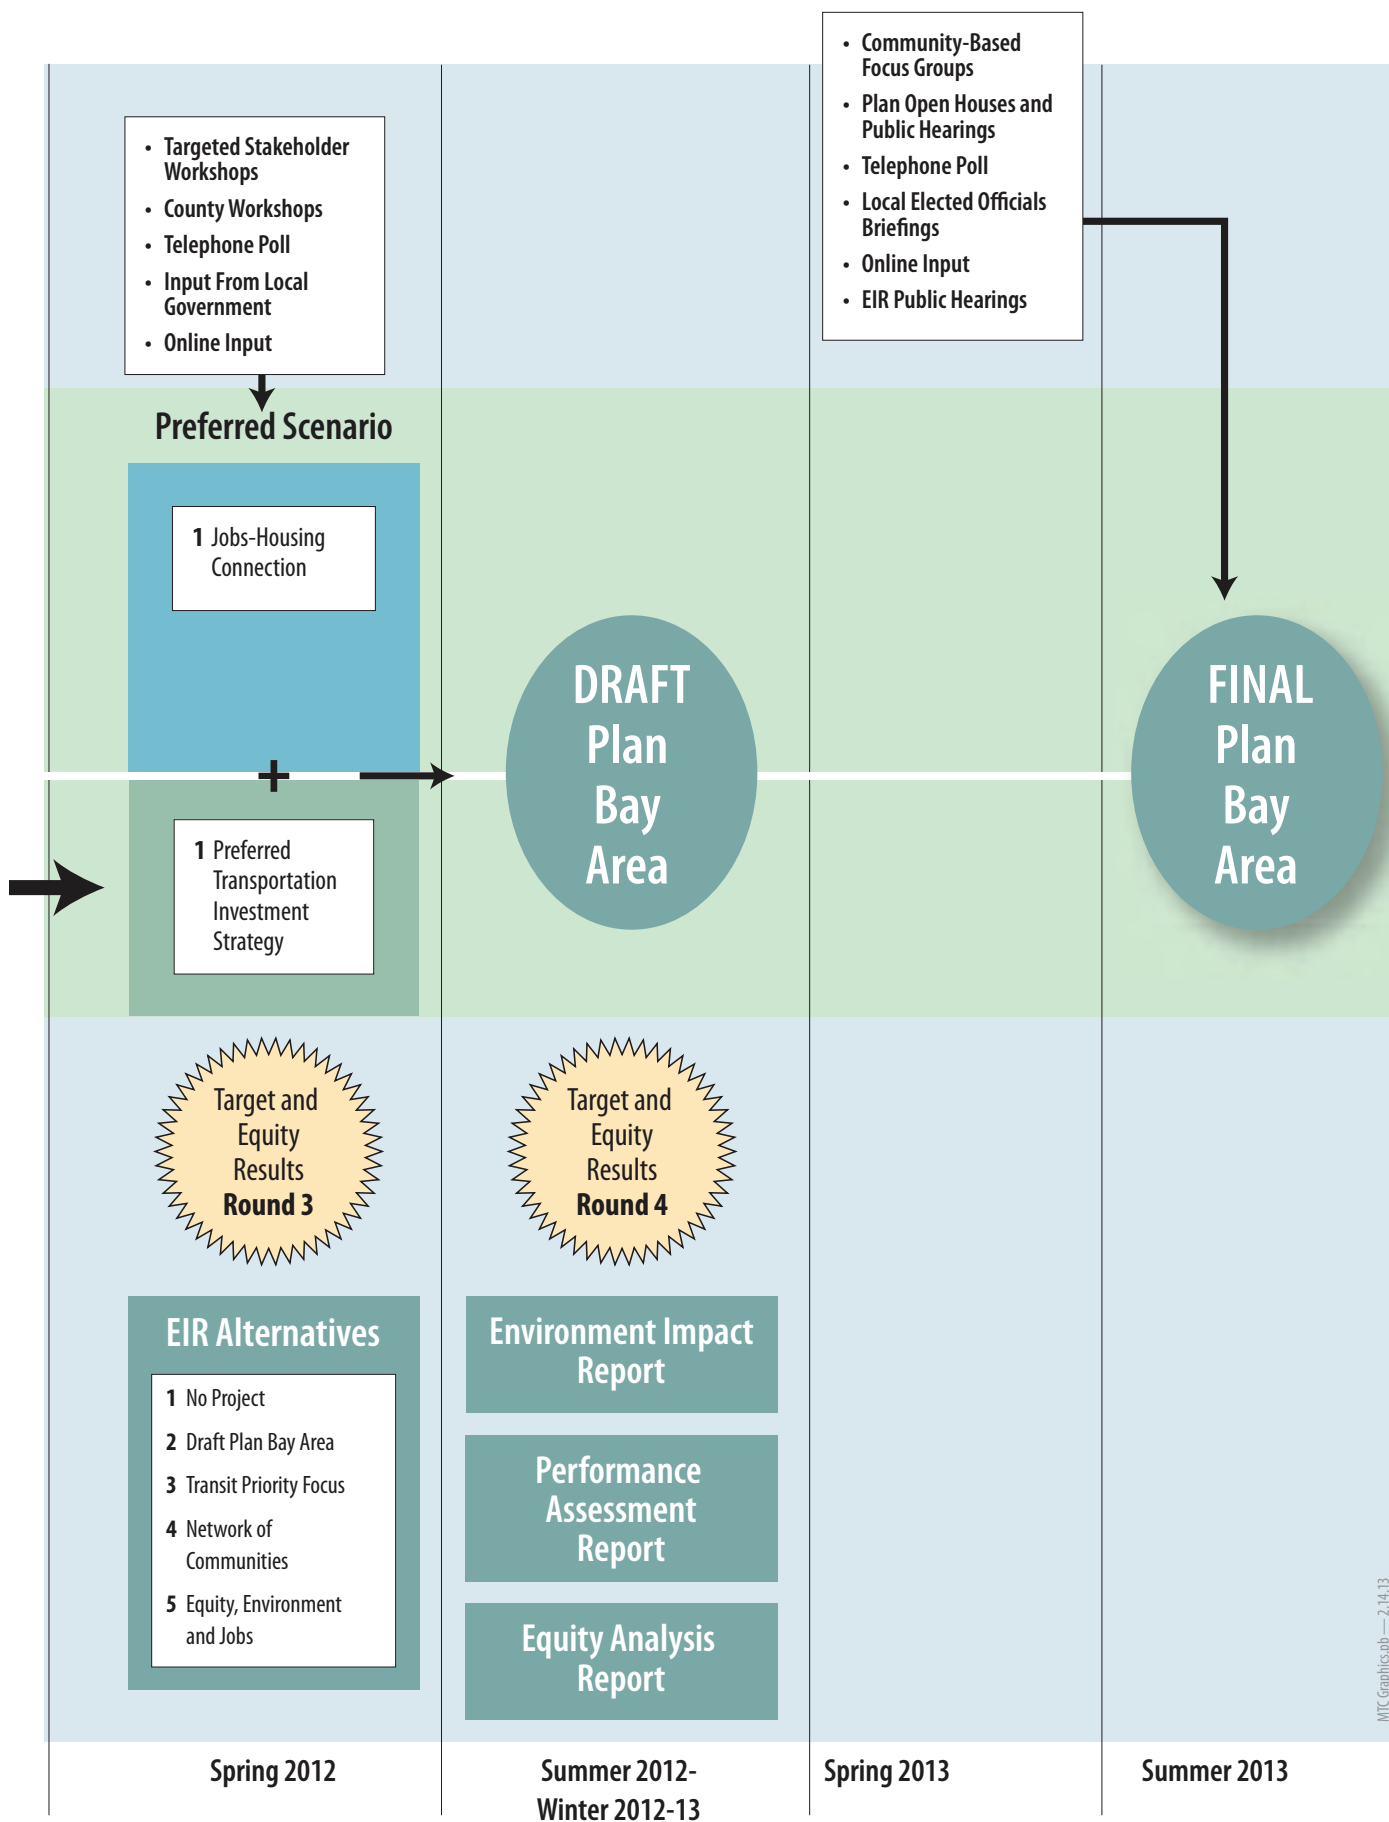 • Community-Based
Focus Groups
• Plan Open Houses and
Public Hearings
• Telephone Poll
• Local Elected Officials
Briefings
• Online Input
• EIR Public Hearings
• Targeted Stakeholder
Workshops
• County Workshops
• Telephone Poll
• Input From Local
Government
• Online Input
Preferred Scenario
1 Jobs-Housing
Connection
+
1 Preferred
Transportation
Investment
Strategy
DRAFT
Plan
Bay
Area
FINAL
Plan
Bay
Area
Target and
Equity
Results
Round 3
Target and
Equity
Results
Round 4
EIR Alternatives
1 No Project
2 Draft Plan Bay Area
3 Transit Priority Focus
4 Network of
Communities
5 Equity, Environment
and Jobs
Environment Impact
Report
Performance
Assessment
Report
Equity Analysis
Report
MTC Graphics.pb — 2.14.13
Spring 2012
Summer 2012-
Winter 2012-13
Spring 2013
Summer 2013